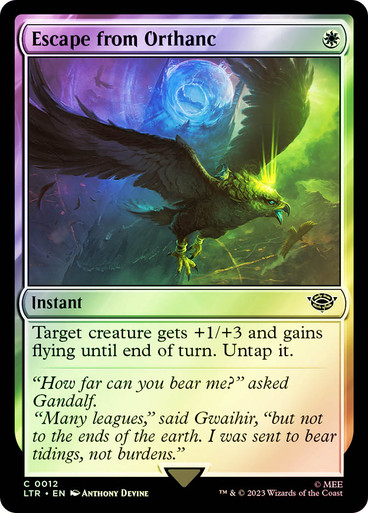 Escape from Orthanc
Instant
Target creature gets +1/+3 and gains
flying until end of turn. Untap it.
“How far can you bear me?” asked
Gandalf.
“Many leagues,” said Gwaihir, “but not
to the ends of the earth. I was sent to bear
tidings, not burdens.”
C 0012
LTR • EN Anthony Devine
© MEE
™ & © 2023 Wizards of the Coast